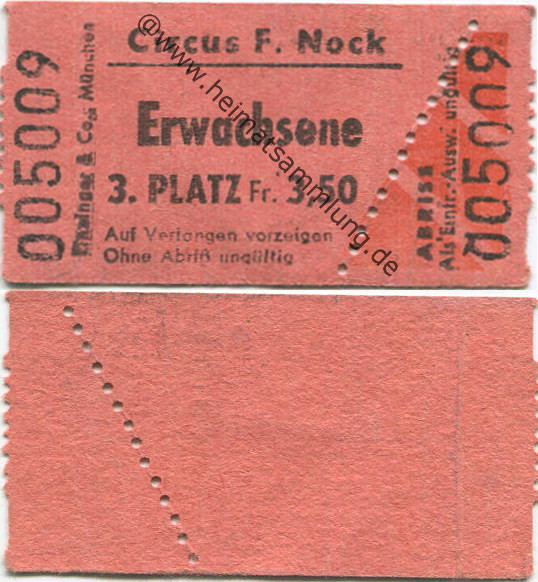 005009
& Co. München
Circus F. Nock
Erwachsene
3. PLATZ Fr. 3,50
Auf Verlangen vorzeigen
Ohne Abriß ungültig
ABRISS
Als Eintr.-Ausw. ungültig
005009
@www.heimatsammlung.de